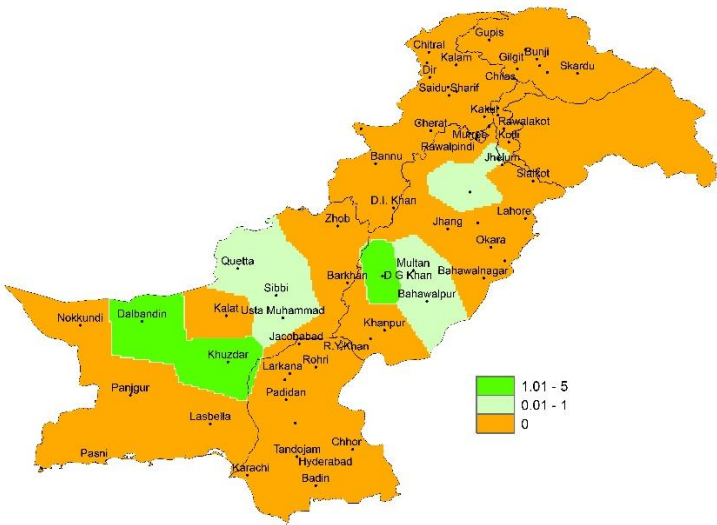 Gupis
Chitral
Kalam
Gilgit
Bunji
Dir
Chilas
Skardu
Saidu Sharif
Kakul
Cherat
Rawalakot
Murree
Kotli
Rawalpindi
Bannu
Jhelum
Sialkot
D.I. Khan
Zhob
Jhang
Lahore
Okara
Quetta
Multan
Barkhan
D G Khan
Bahawalnagar
Sibbi
Bahawalpur
Dalbandin
Kalat
Usta Muhammad
Nokkundi
Khanpur
Jacobabad
R.Y.Khan
Khuzdar
Rohri
Larkana
Panjgur
Padidan
1.01 - 5
0.01 - 1
0
Lasbella
Pasni
Chhor
Tandojam
Hyderabad
Karachi
Badin